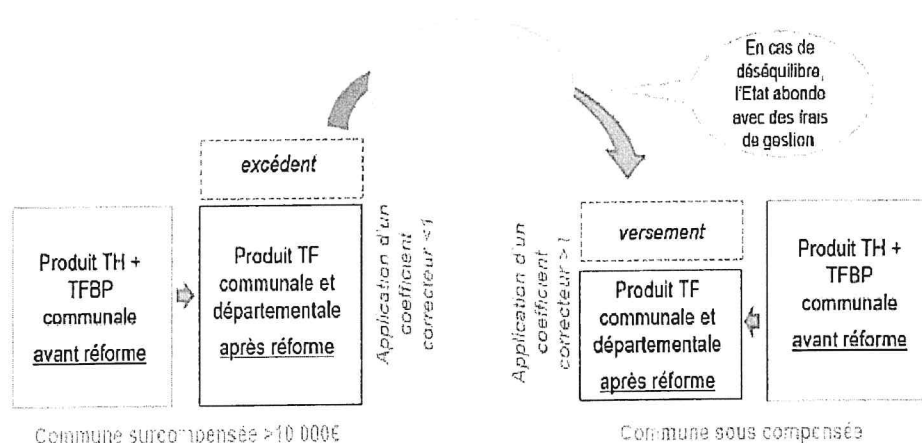 En cas de
déséquilibre,
l'Etat abonde
avec des frais
de gestion
excédent
Produit TH +
TFBP
communale
avant réforme
Produit TF
communale et
départementale
après réforme
Application d'un
coefficient
correcteur <1
Commune surcompensée >10 000€
Application d'un
coefficient
correcteur >1
versement
Produit TF
communale et
départementale
après réforme
Produit TH +
TFBP
communale
avant réforme
Commune sous compensée